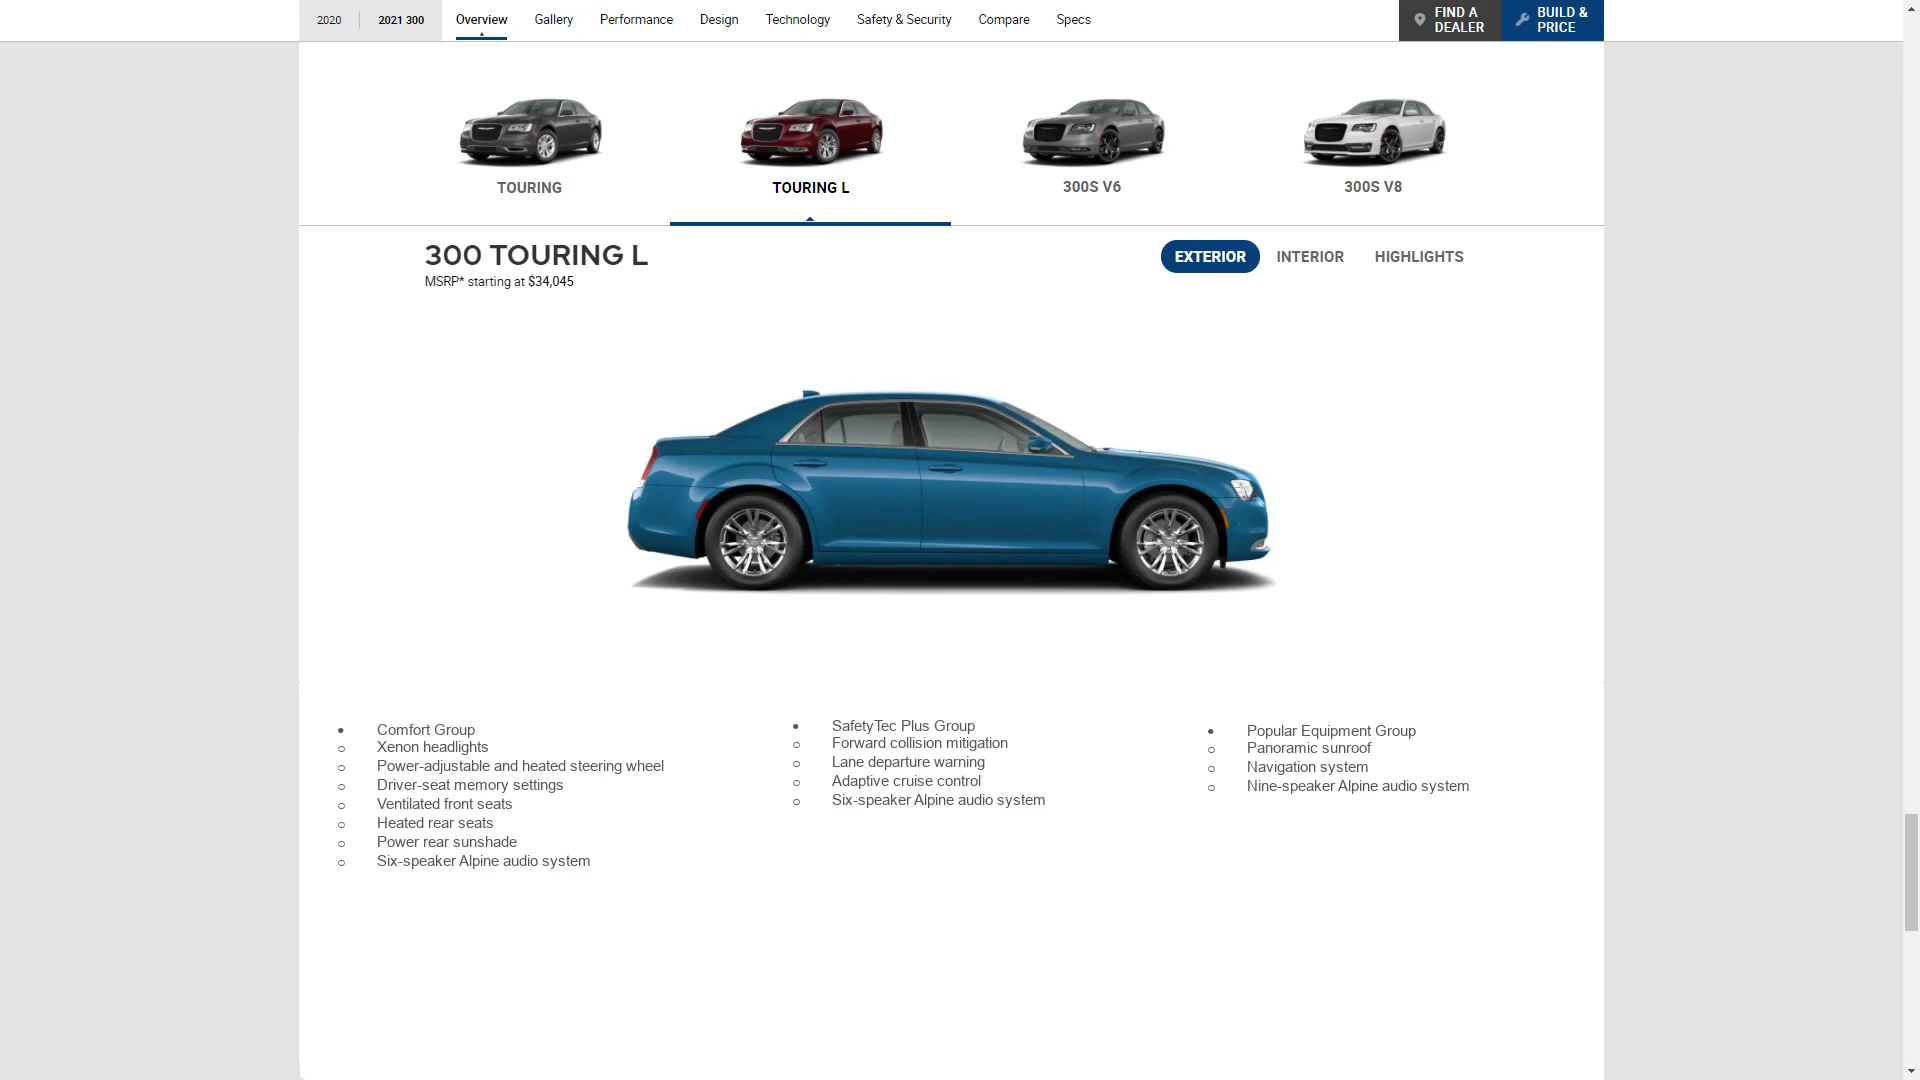 2020
2021 300
Overview
Gallery
Performance
Design
Technology
Safety & Security
Compare
Specs
FIND A
DEALER
BUILD &
PRICE
TOURING
TOURING L
300S V6
300S V8
300 TOURING L
MSRP* starting at $34,045
EXTERIOR
INTERIOR
HIGHLIGHTS
Comfort Group
Xenon headlights
Power-adjustable and heated steering wheel
Driver-seat memory settings
Ventilated front seats
Heated rear seats
Power rear sunshade
Six-speaker Alpine audio system
SafetyTec Plus Group
Forward collision mitigation
Lane departure warning
Adaptive cruise control
Six-speaker Alpine audio system
Popular Equipment Group
Panoramic sunroof
Navigation system
Nine-speaker Alpine audio system